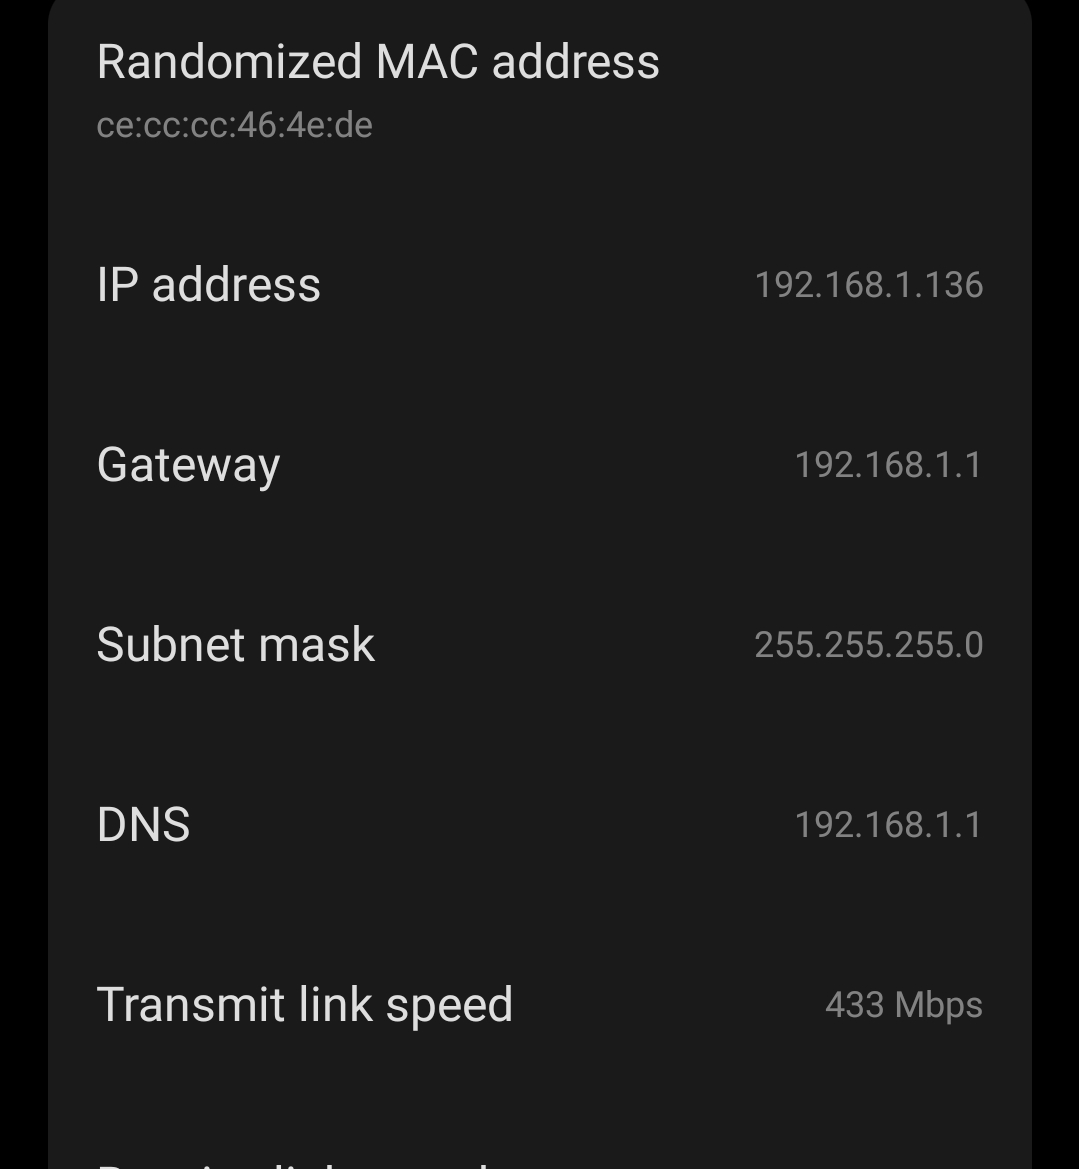 Randomized MAC address
ce:cc:cc:46:4e:de
IP address 192.168.1.136
Gateway 192.168.1.1
Subnet mask 255.255.255.0
DNS 192.168.1.1
Transmit link speed 433 Mbps